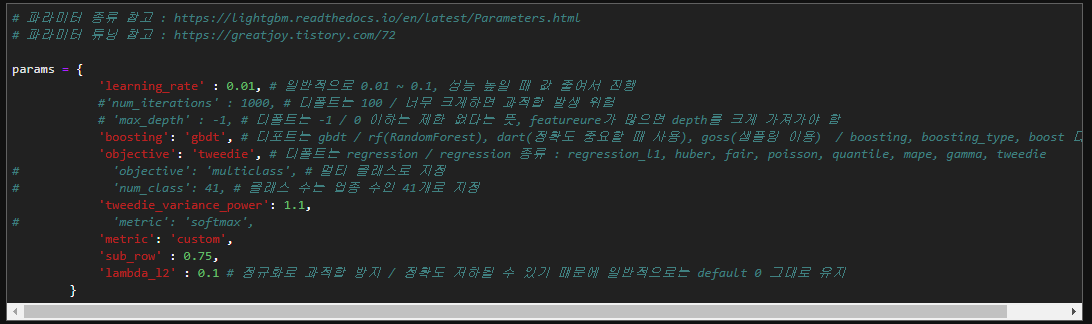 # 파라미터 종류 참고 : https://lightgbm.readthedocs.io/en/latest/Parameters.html
# 파라미터 튜닝 참고 : https://greatjoy.tistory.com/72
params = {
'learning_rate' : 0.01, # 일반적으로 0.01 ~ 0.1, 성능 높일 때 값 줄여서 진행
#'num_iterations' : 1000, # 디폴트는 100 / 너무 크게하면 과적합 발생 위험
# 'max_depth' : -1, # 디폴트는 -1 / 0 이하는 제한 없다는 뜻, featureure가 많으면 depth를 크게 가져가야 함
'boosting': 'gbdt', # 디포트는 gbdt / rf(RandomForest), dart(정확도 중요할 때 사용), goss(샘플링 이용) / boosting, boosting_type, boost 다
'objective': 'tweedie', # 디폴트는 regression / regression 종류 : regression_l1, huber, fair, poisson, quantile, mape, gamma, tweedie
# 'objective': 'multiclass', # 멀티 클래스로 지정
# 'num_class': 41, # 클래스 수는 업종 수인 41개로 지정
'tweedie_variance_power': 1.1,
# 'metric': 'softmax',
'metric': 'custom',
'sub_row' : 0.75,
'lambda_l2' : 0.1 # 정규화로 과적합 방지 / 정확도 저하될 수 있기 때문에 일반적으로는 default 0 그대로 유지
}